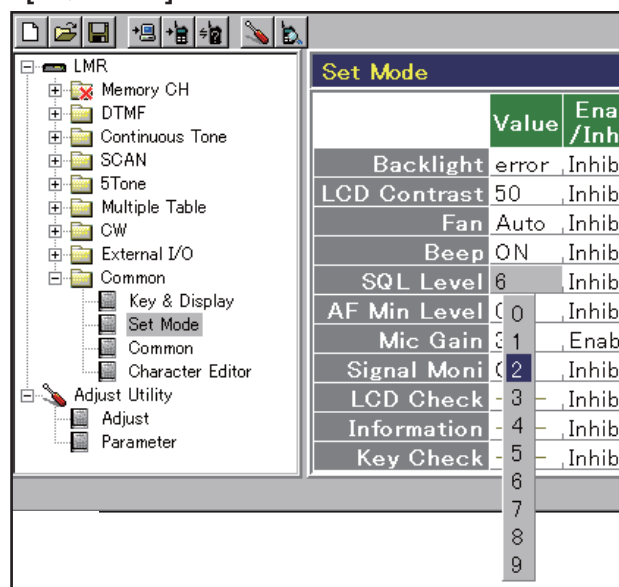 LMR
Memory CH
DTMF
Continuous Tone
SCAN
5Tone
Multiple Table
CW
External I/O
Common
Key & Display
Set Mode
Common
Character Editor
Adjust Utility
Adjust
Parameter
Set Mode
Value Ena
/Inh
Backlight error Inhib
LCD Contrast 50 Inhib
Fan Auto Inhib
Beep ON Inhib
SQL Level 6 Inhib
AF Min Level 0 Inhib
Mic Gain 1 Enab
Signal Moni 2 Inhib
LCD Check - 3 - Inhib
Information - 4 - Inhib
Key Check - 5 - Inhib
6
7
8
9